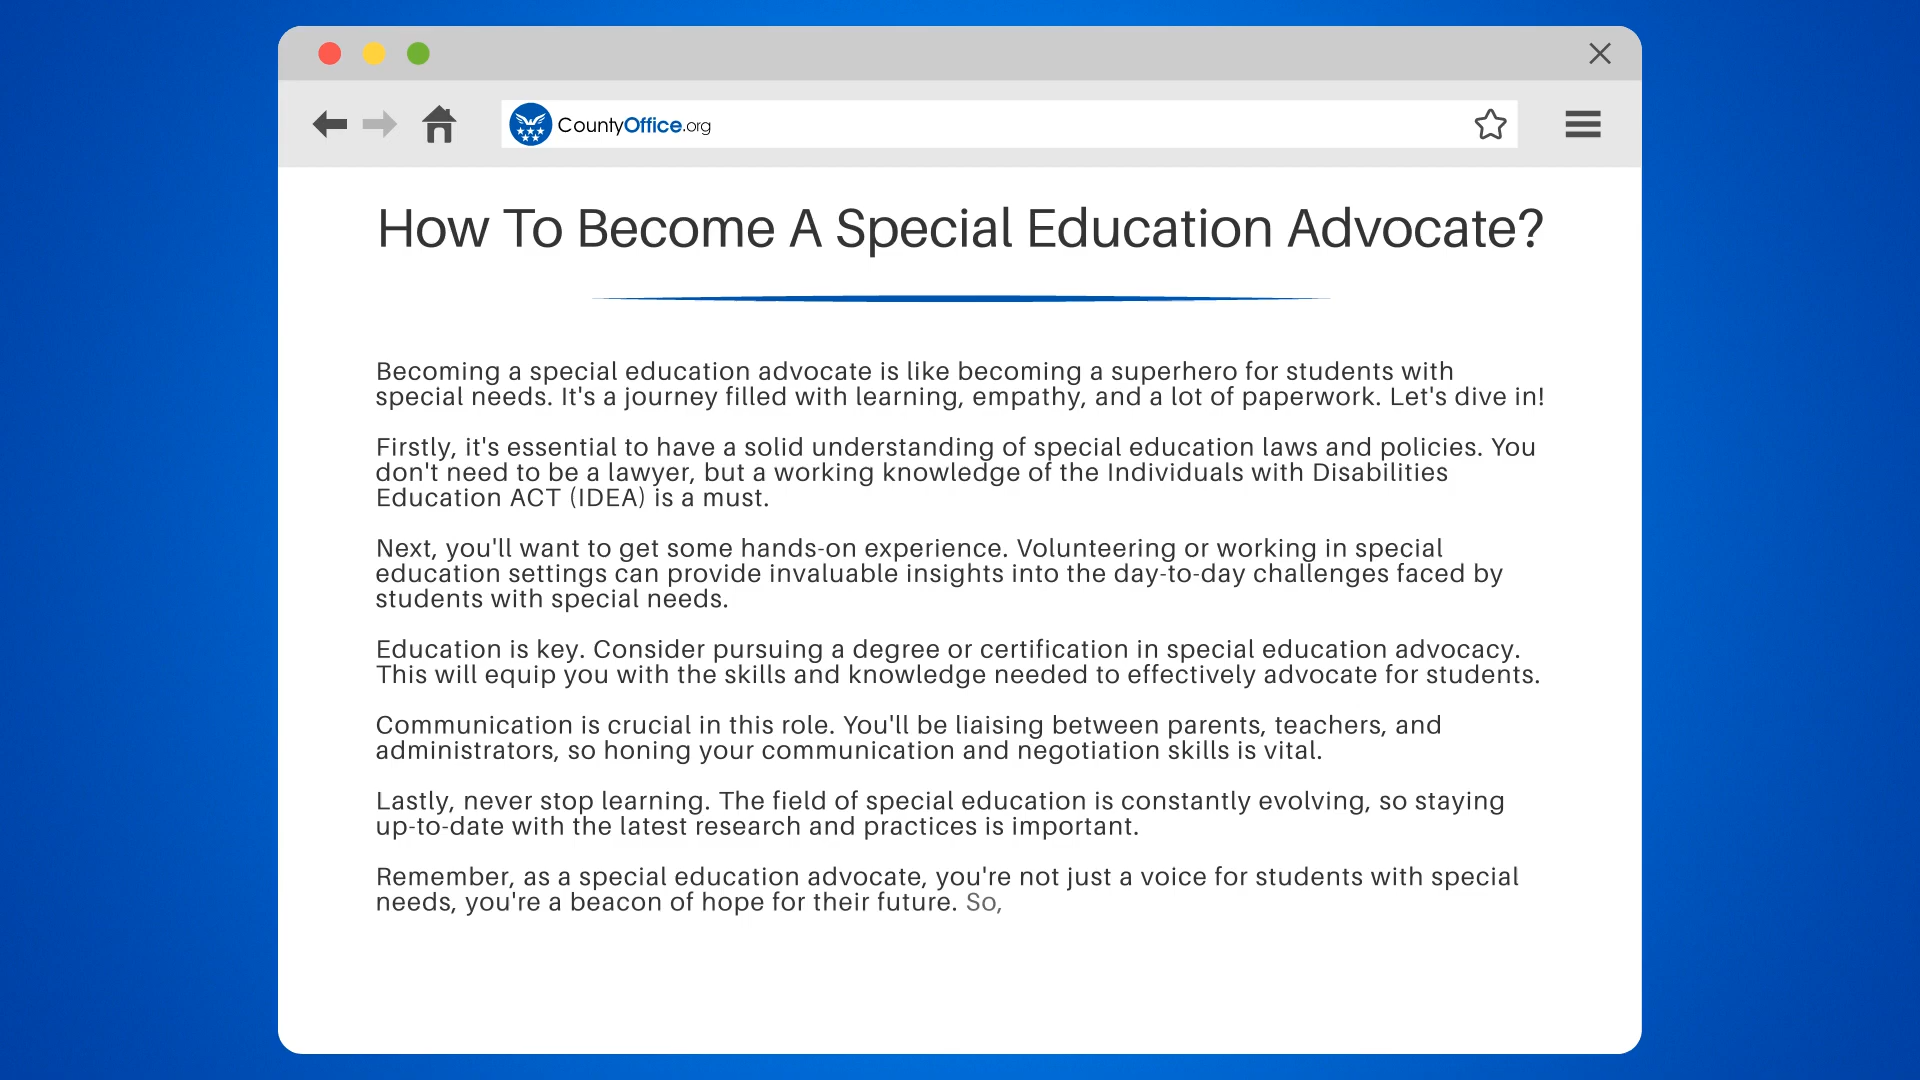 CountyOffice.org
How To Become A Special Education Advocate?
Becoming a special education advocate is like becoming a superhero for students with
special needs. It's a journey filled with learning, empathy, and a lot of paperwork. Let's dive in!
Firstly, it's essential to have a solid understanding of special education laws and policies. You
don't need to be a lawyer, but a working knowledge of the Individuals with Disabilities
Education ACT (IDEA) is a must.
Next, you'll want to get some hands-on experience. Volunteering or working in special
education settings can provide invaluable insights into the day-to-day challenges faced by
students with special needs.
Education is key. Consider pursuing a degree or certification in special education advocacy.
This will equip you with the skills and knowledge needed to effectively advocate for students.
Communication is crucial in this role. You'll be liaising between parents, teachers, and
administrators, so honing your communication and negotiation skills is vital.
Lastly, never stop learning. The field of special education is constantly evolving, so staying
up-to-date with the latest research and practices is important.
Remember, as a special education advocate, you're not just a voice for students with special
needs, you're a beacon of hope for their future. So,